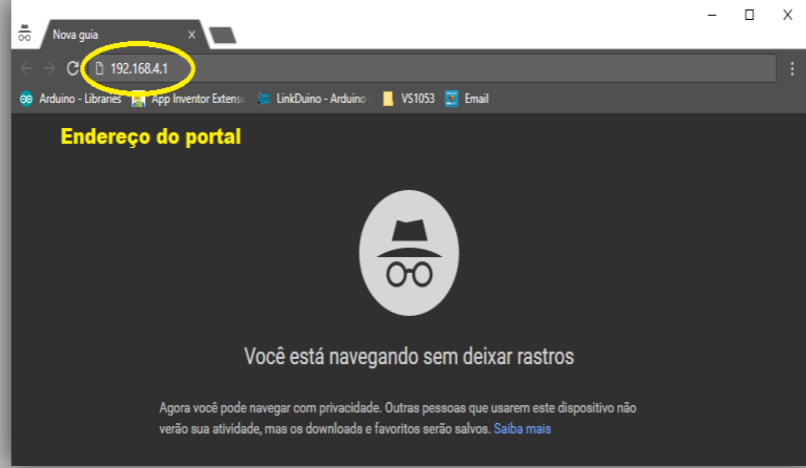 Nova guia
192.168.4.1
Arduino - Libraries App Inventor Extensi LinkDuino - Arduino VS1053 Email
Endereço do portal
Você está navegando sem deixar rastros
Agora você pode navegar com privacidade. Outras pessoas que usarem este dispositivo não
verão sua atividade, mas os downloads e favoritos serão salvos. Saiba mais